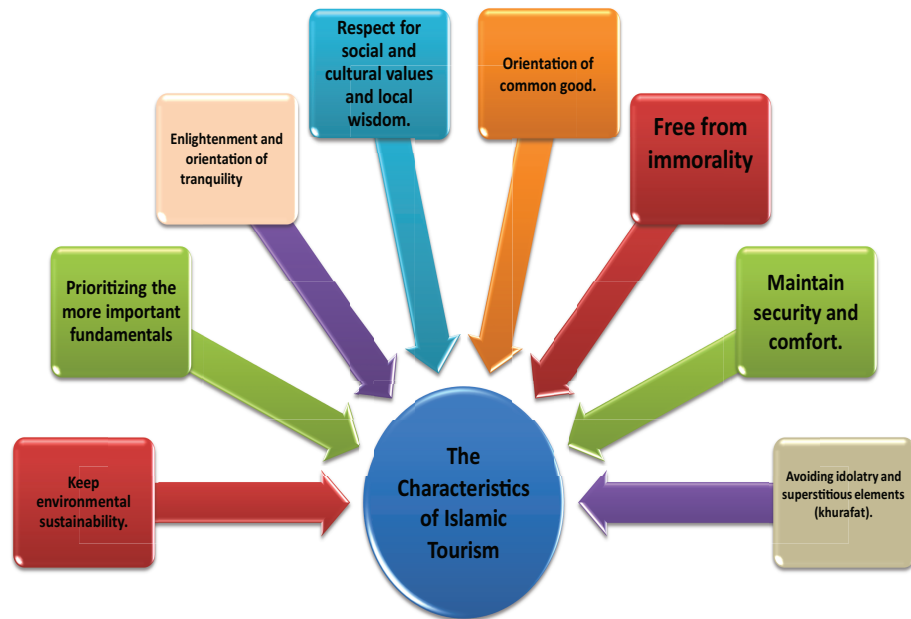 Respect for
social and
cultural values
and local
wisdom.
Orientation of
common good.
Enlightenment and
orientation of
tranquility
Free from
immorality
Prioritizing the
more important
fundamentals
Maintain
security and
comfort.
Keep
environmental
sustainability.
The
Characteristics
of Islamic
Tourism
Avoiding idolatry and
superstitious elements
(khurafat).